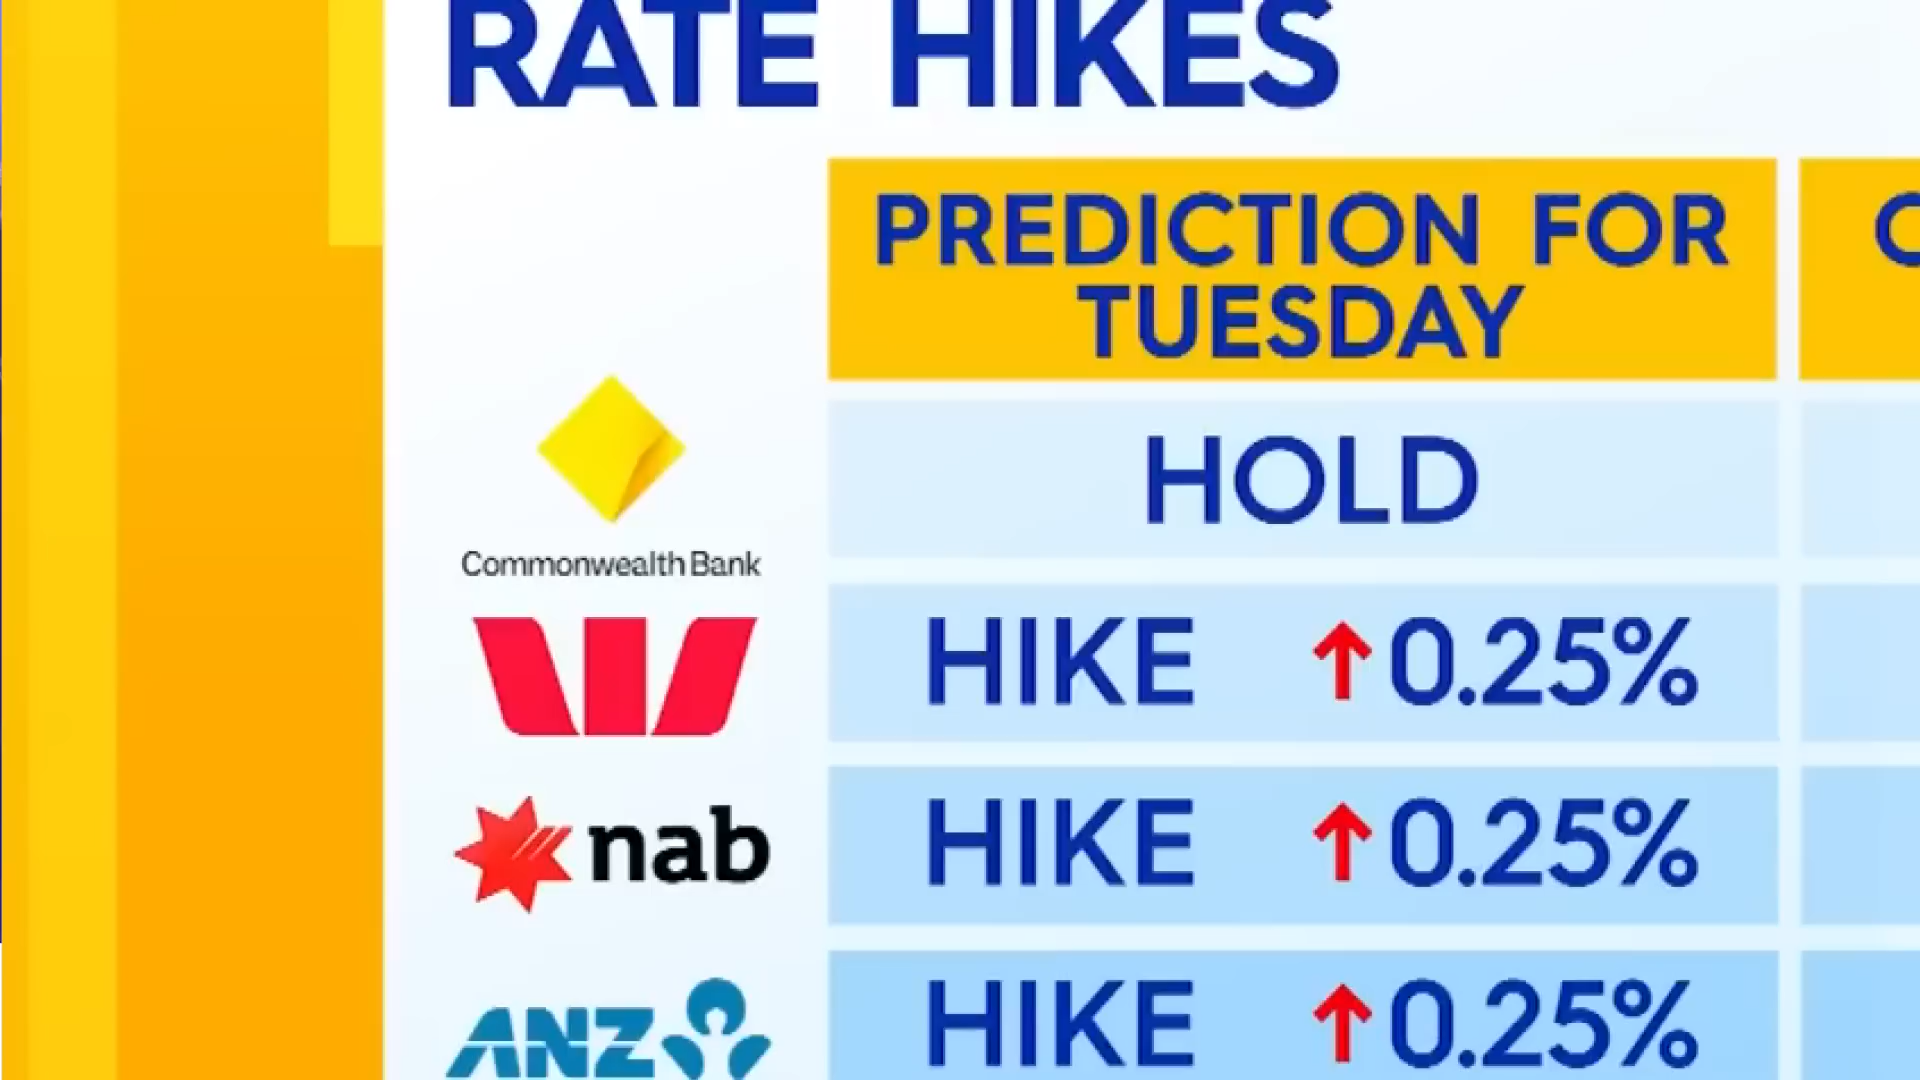 RATE HIKES
PREDICTION FOR
TUESDAY
HOLD
CommonwealthBank
HIKE ↑0.25%
nab
HIKE ↑0.25%
ANZ
HIKE ↑0.25%